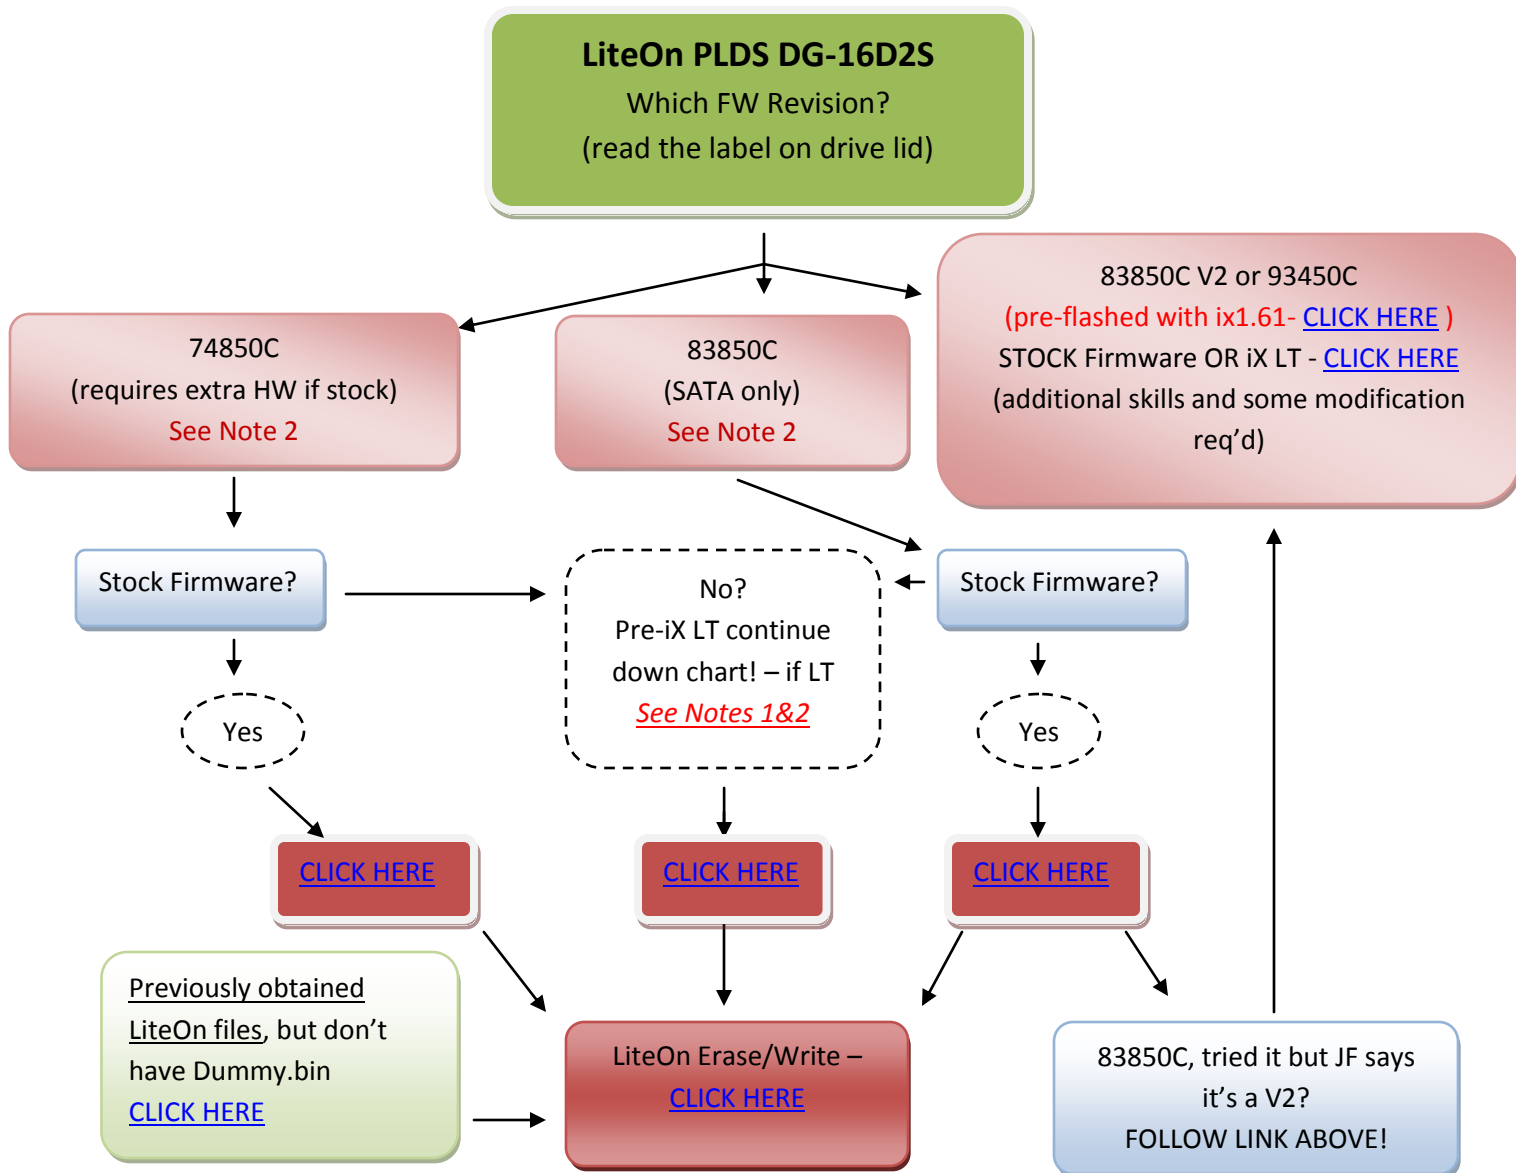 LiteOn PLDS DG-16D2S
Which FW Revision?
(read the label on drive lid)
74850C
(requires extra HW if stock)
See Note 2
83850C
(SATA only)
See Note 2
83850C V2 or 93450C
(pre-flashed with ix1.61- CLICK HERE )
STOCK Firmware OR iX LT - CLICK HERE
(additional skills and some modification
req’d)
Stock Firmware?
No?
Pre-iX LT continue
down chart! – if LT
See Notes 1&2
Stock Firmware?
Yes
Yes
CLICK HERE
CLICK HERE
CLICK HERE
Previously obtained
LiteOn files, but don’t
have Dummy.bin
CLICK HERE
LiteOn Erase/Write –
CLICK HERE
83850C, tried it but JF says
it’s a V2?
FOLLOW LINK ABOVE!